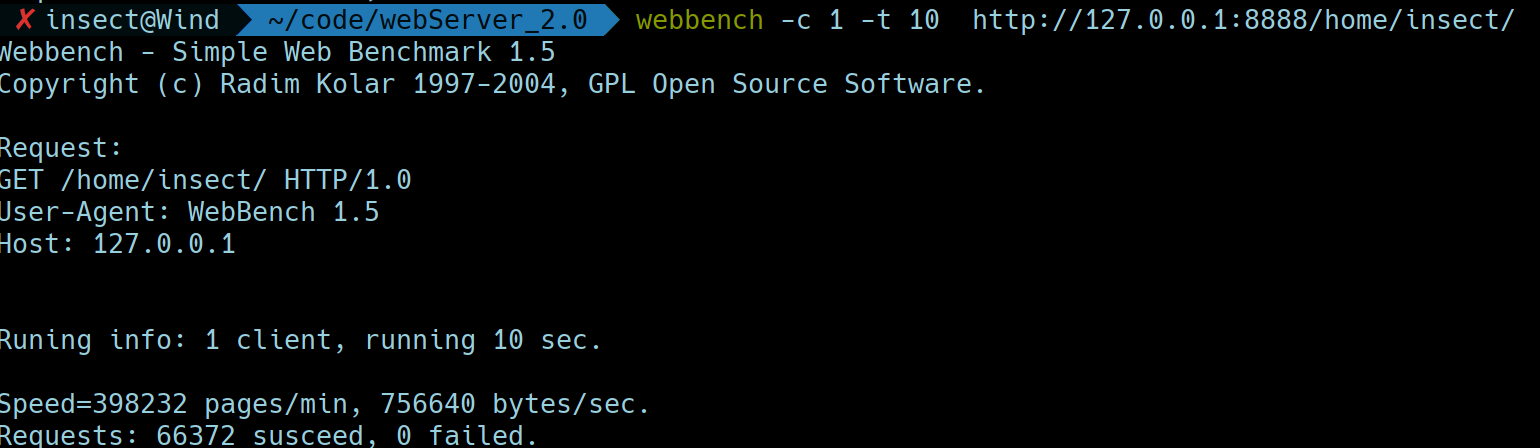 ✗ insect@Wind ~/code/webServer_2.0 webbench -c 1 -t 10  http://127.0.0.1:8888/home/insect/
Webbench - Simple Web Benchmark 1.5
Copyright (c) Radim Kolar 1997-2004, GPL Open Source Software.
Request:
GET /home/insect/ HTTP/1.0
User-Agent: WebBench 1.5
Host: 127.0.0.1
Runing info: 1 client, running 10 sec.
Speed=398232 pages/min, 756640 bytes/sec.
Requests: 66372 susceed, 0 failed.